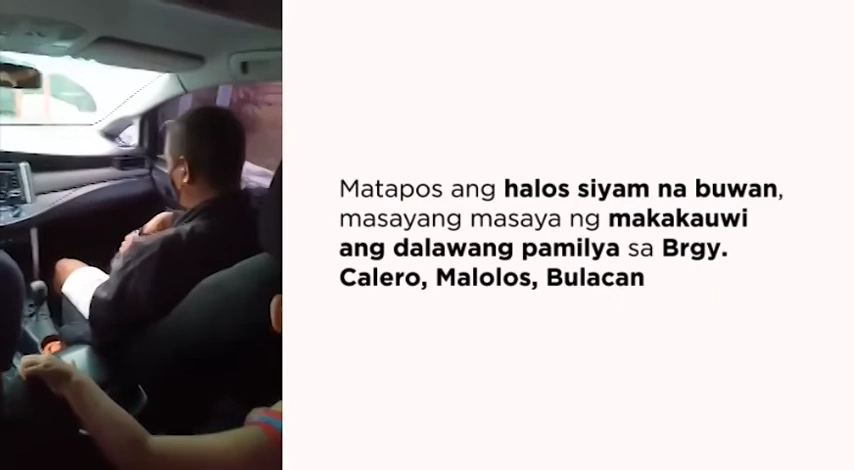 Matapos ang halos siyam na buwan,
masayang masaya ng makakauwi
ang dalawang pamilya sa Brgy.
Calero, Malolos, Bulacan